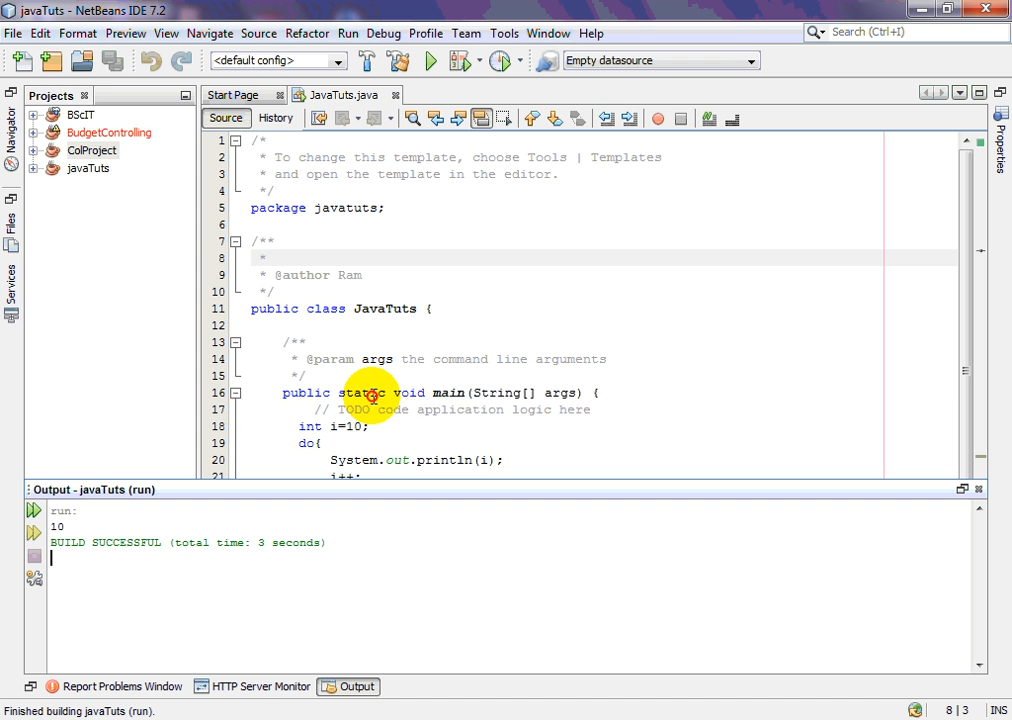 javaTuts - NetBeans IDE 7.2
File Edit Format Preview View Navigate Source Refactor Run Debug Profile Team Tools Window Help
Search (Ctrl+I)
<default config>
Empty datasource
Projects
Start Page
JavaTuts.java
Source History
BScIT
BudgetControlling
ColProject
javaTuts
Navigator
Files
Services
Properties
1 /*
2 * To change this template, choose Tools | Templates
3 * and open the template in the editor.
4 */
5 package javatuts;
6
7 /**
8 *
9 * @author Ram
10 */
11 public class JavaTuts {
12
13 /**
14 * @param args the command line arguments
15 */
16 public static void main(String[] args) {
17 // TODO code application logic here
18 int i=10;
19 do{
20 System.out.println(i);
21 i++;
Output - javaTuts (run)
run:
10
BUILD SUCCESSFUL (total time: 3 seconds)
Report Problems Window HTTP Server Monitor Output
Finished building javaTuts (run).
8 | 3 INS